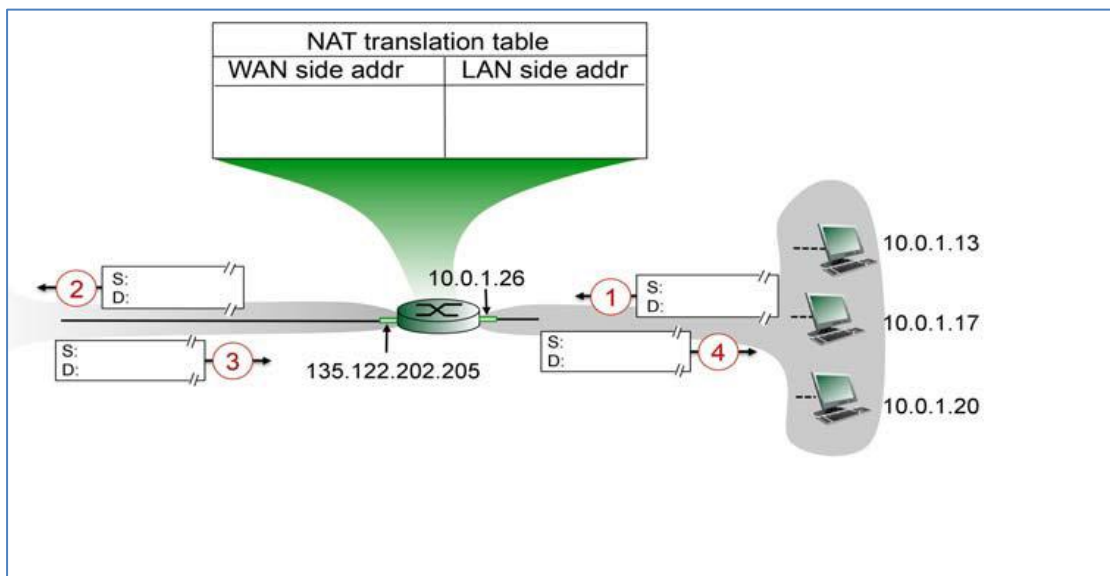 NAT translation table
WAN side addr LAN side addr
10.0.1.13
10.0.1.26
2 S:
D:
1 S:
D:
10.0.1.17
S:
D: 3
S:
D: 4
135.122.202.205
10.0.1.20